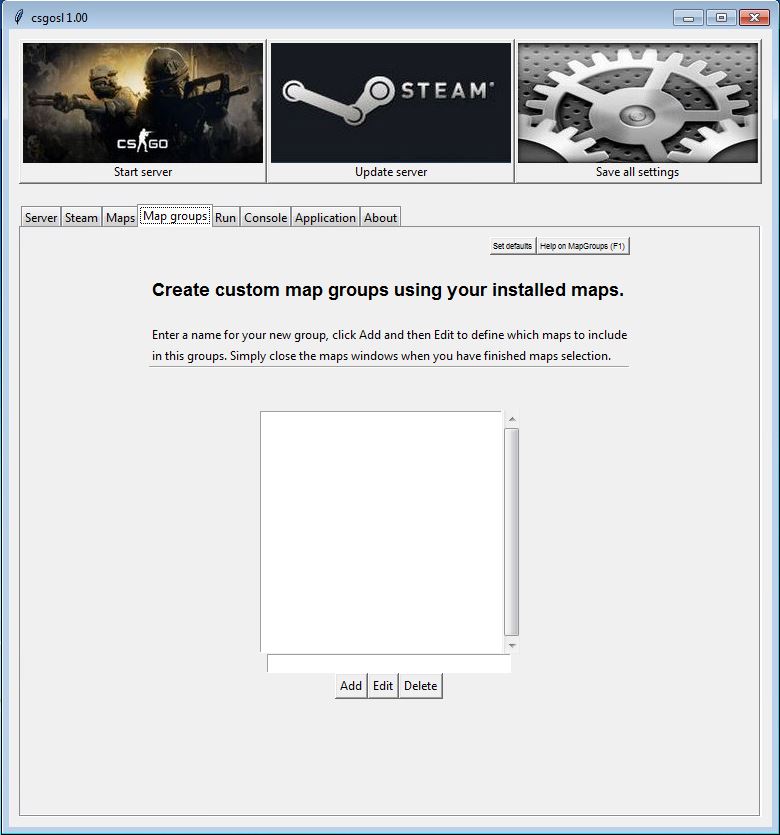 csgosl 1.00
CS GO
STEAM
Start server
Update server
Save all settings
Server
Steam
Maps
Map groups
Run
Console
Application
About
Set defaults
Help on MapGroups (F1)
Create custom map groups using your installed maps.
Enter a name for your new group, click Add and then Edit to define which maps to include
in this groups. Simply close the maps windows when you have finished maps selection.
Add
Edit
Delete